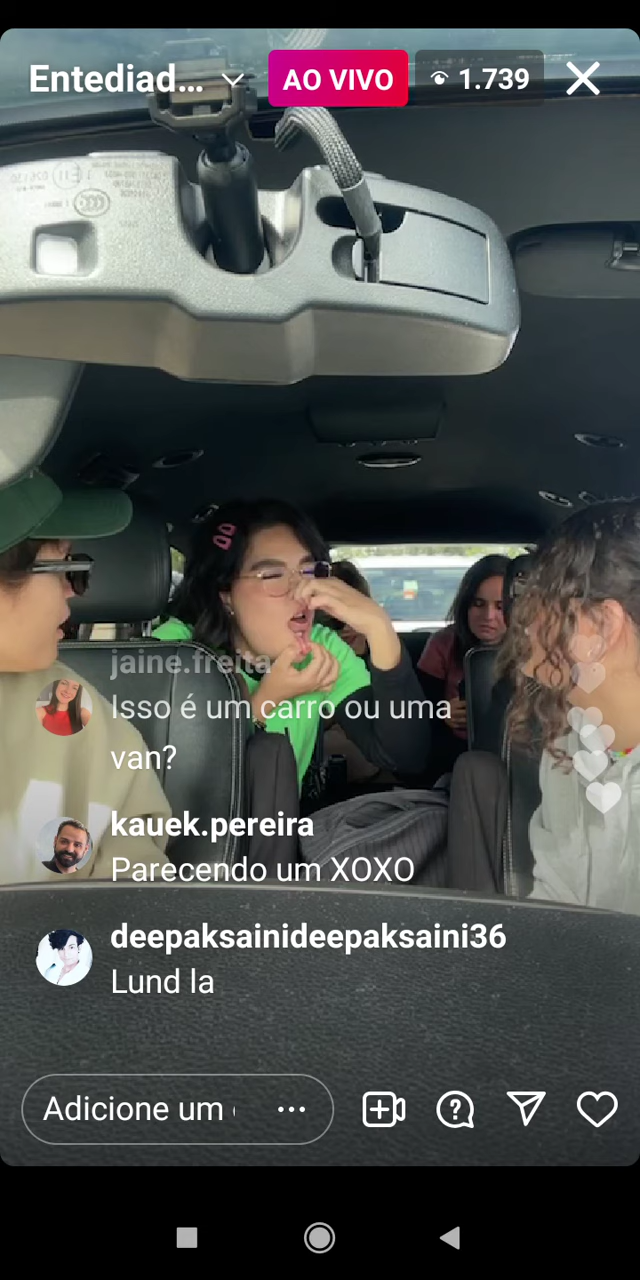 Entediad...
AO VIVO
1.739
jaine.freita
Isso é um carro ou uma
van?
kauek.pereira
Parecendo um XOXO
deepaksainideepaksaini36
Lund la
Adicione um